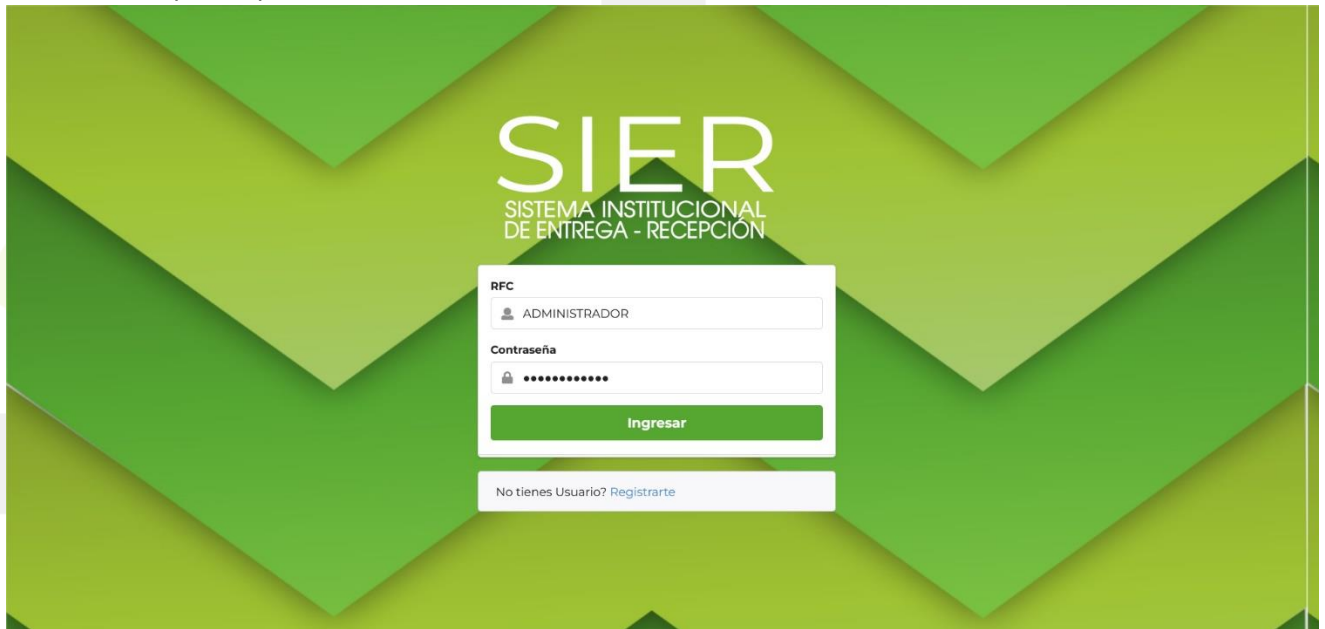 SIER
SISTEMA INSTITUCIONAL
DE ENTREGA - RECEPCIÓN
RFC
ADMINISTRADOR
Contraseña
••••••••••••
Ingresar
No tienes Usuario? Registrarte